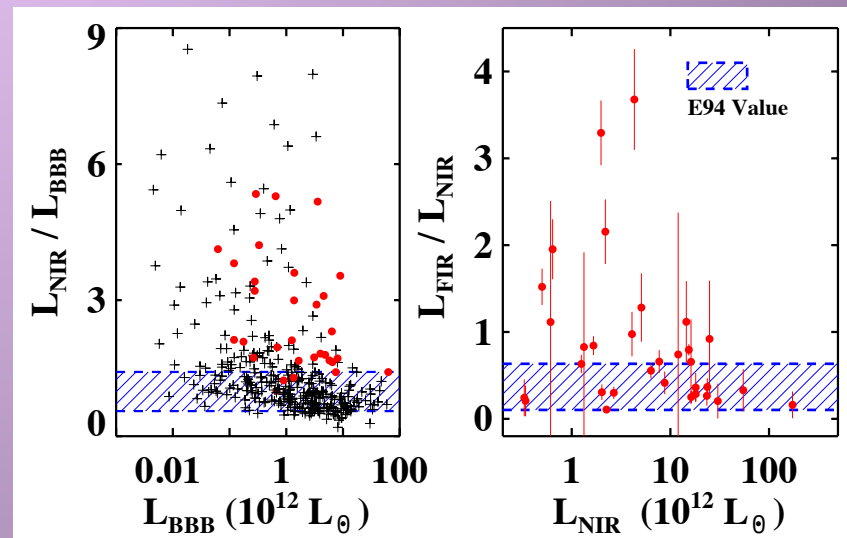 9
6
3
0
L_NIR / L_BBB
0.01 1 100
L_BBB (10^12 L_⊙)
4
3
2
1
0
L_FIR / L_NIR
E94 Value
1 10 100
L_NIR (10^12 L_⊙)